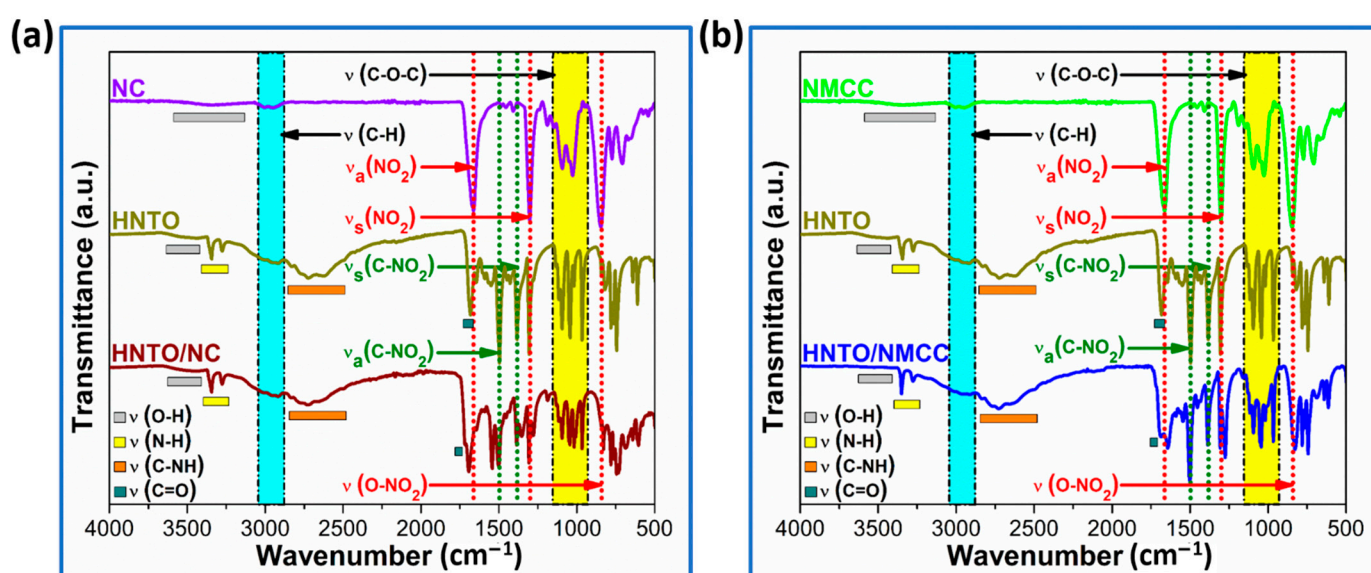 (a)
NC
HNTO
HNTO/NC
ν (C-O-C)
ν (C-H)
νa(NO2)
νs(NO2)
νs(C-NO2)
νa(C-NO2)
ν (O-H)
ν (N-H)
ν (C-NH)
ν (C=O)
ν (O-NO2)
Transmittance (a.u.)
4000 3500 3000 2500 2000 1500 1000 500
Wavenumber (cm⁻¹)
(b)
NMCC
HNTO
HNTO/NMCC
ν (C-O-C)
ν (C-H)
νa(NO2)
νs(NO2)
νs(C-NO2)
νa(C-NO2)
ν (O-H)
ν (N-H)
ν (C-NH)
ν (C=O)
ν (O-NO2)
Transmittance (a.u.)
4000 3500 3000 2500 2000 1500 1000 500
Wavenumber (cm⁻¹)